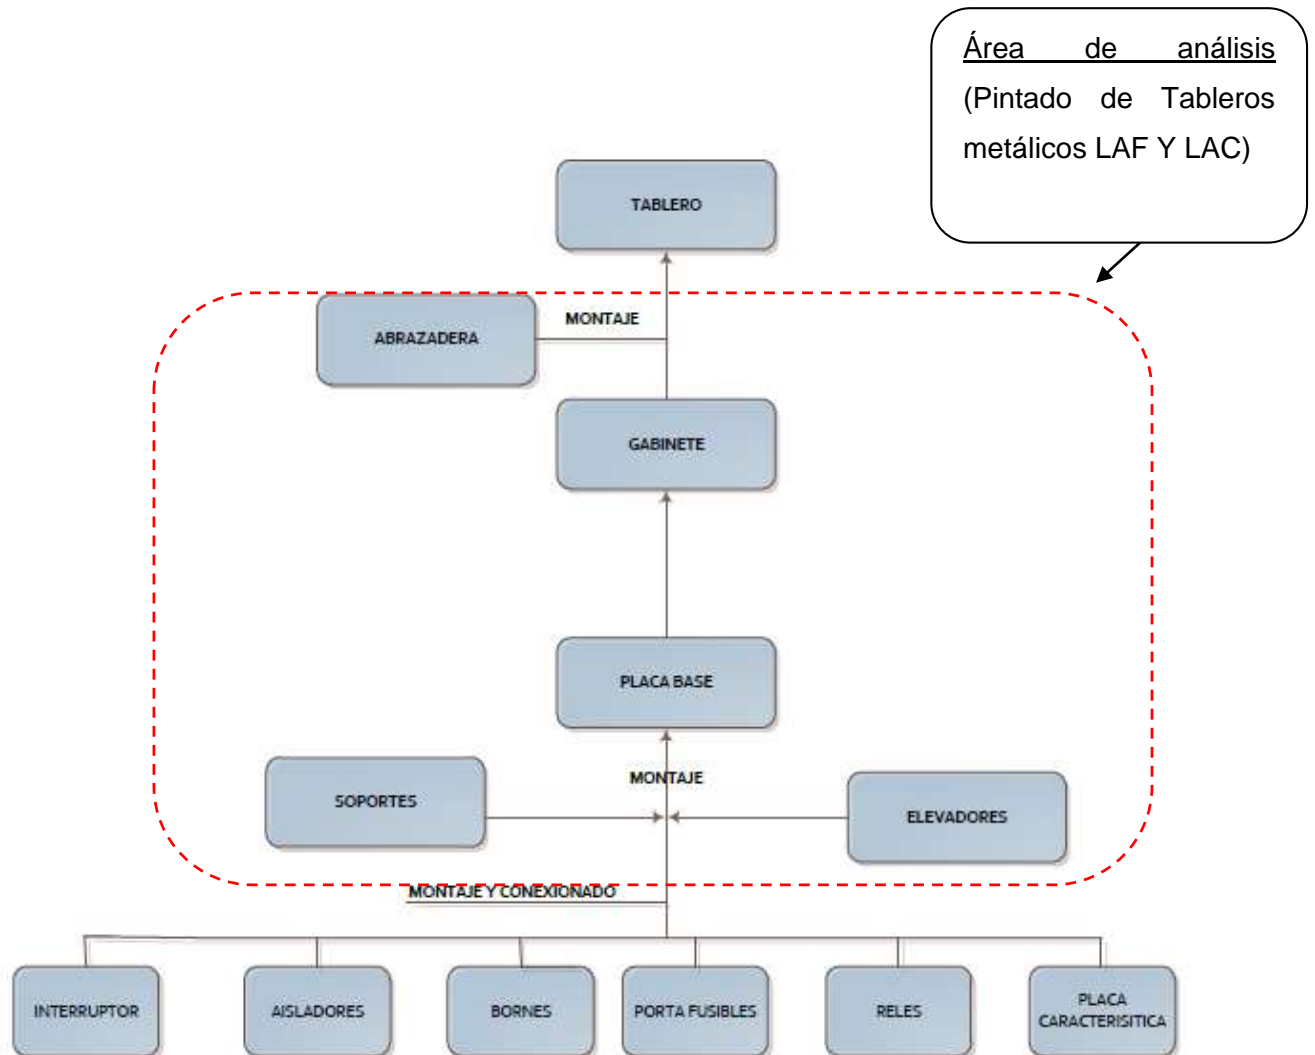 Área de análisis
(Pintado de Tableros
metálicos LAF Y LAC)
TABLERO
MONTAJE
ABRAZADERA
GABINETE
PLACA BASE
MONTAJE
SOPORTES
ELEVADORES
MONTAJE Y CONEXIONADO
INTERRUPTOR
AISLADORES
BORNES
PORTA FUSIBLES
RELES
PLACA
CARACTERISITICA